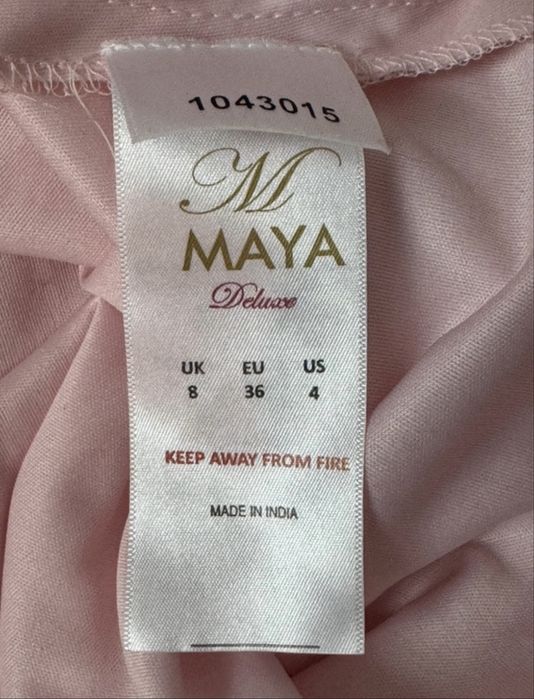 1043015
M
MAYA
Deluxe
UK EU US
8 36 4
KEEP AWAY FROM FIRE
MADE IN INDIA